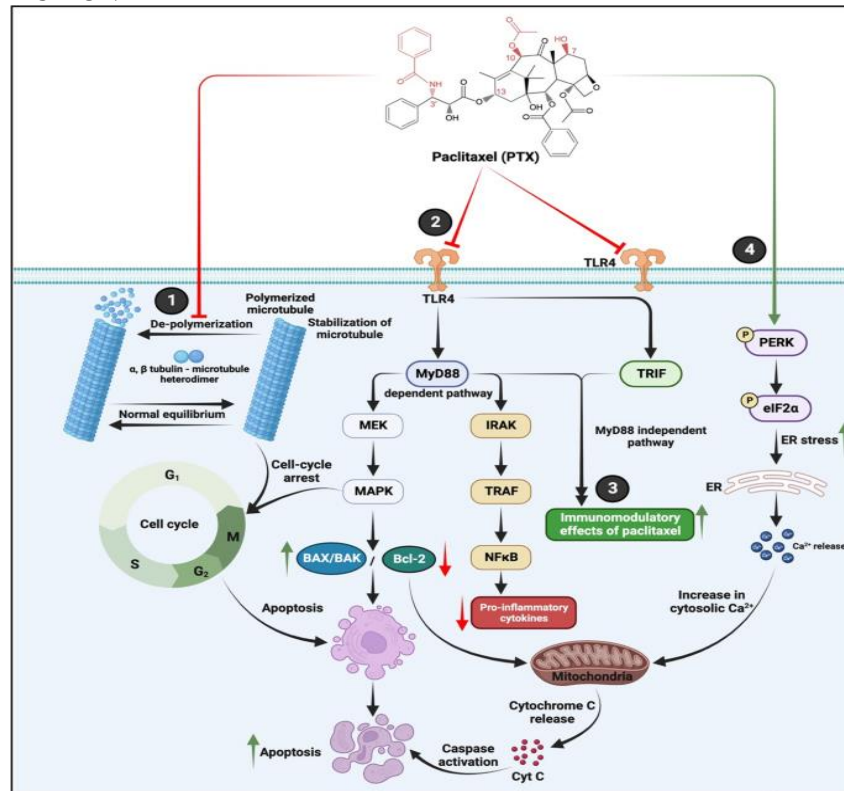 O
O
HO
7
10
O
O
NH
O
3'
O
13
OH
HO
O
O
O
O
O
O
Paclitaxel (PTX)
2
4
TLR4
TLR4
1
Polymerized
microtubule
De-polymerization
Stabilization of
microtubule
α, β tubulin - microtubule
heterodimer
Normal equilibrium
MyD88
dependent pathway
TRIF
P
PERK
P
eIF2α
MEK
IRAK
MyD88 independent
pathway
ER stress
Cell-cycle
arrest
MAPK
TRAF
3
ER
G1
Cell cycle
M
S
G2
Immunomodulatory
effects of paclitaxel
BAX/BAK
/
Bcl-2
NFκB
Ca²⁺ release
Apoptosis
Pro-inflammatory
cytokines
Increase in
cytosolic Ca²⁺
Mitochondria
Cytochrome C
release
Apoptosis
Caspase
activation
Cyt C